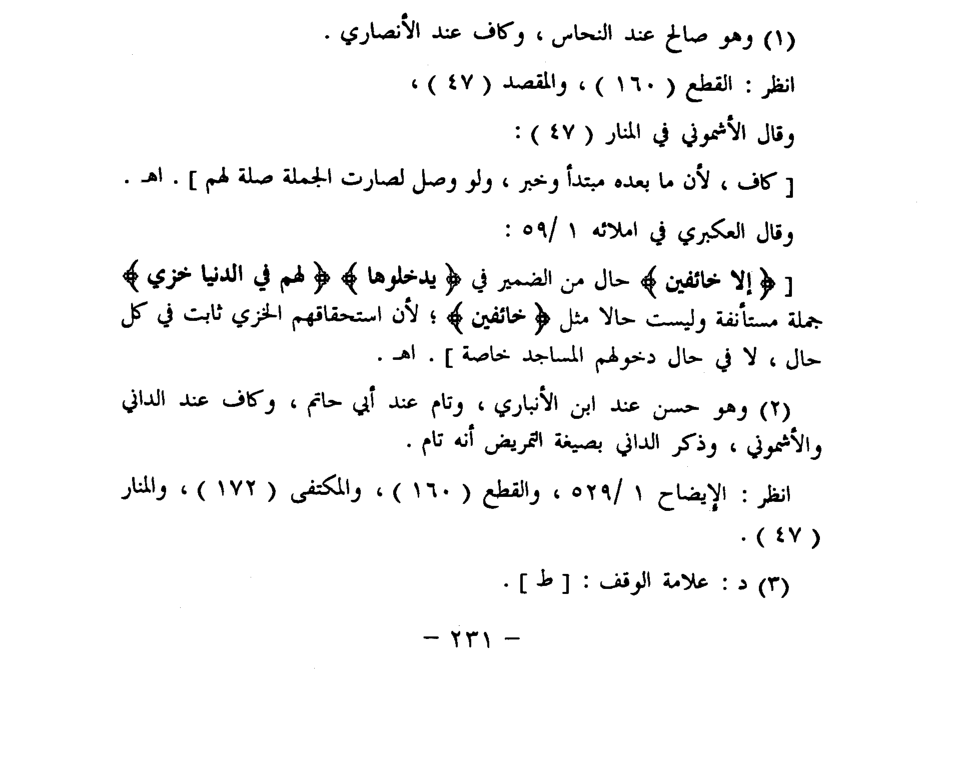 (١) وهو صالح عند النحاس ، وكاف عند الأنصاري .
انظر : القطع ( ١٦٠ ) ، والمقصد ( ٤٧ ) ،
وقال الأشموني في المنار ( ٤٧ ) :
[ كاف ، لأن ما بعده مبتدأ وخبر ، ولو وصل لصارت الجملة صلة لهم ] . اهـ .
وقال العكبري في املائه ١ /٥٩ :
[ ﴿ إلا خائفين ﴾ حال من الضمير في ﴿ يدخلوها ﴾ ﴿ لهم في الدنيا خزي ﴾
جملة مستأنفة وليست حالا مثل ﴿ خائفين ﴾ ؛ لأن استحقاقهم الخزي ثابت في كل
حال ، لا في حال دخولهم المساجد خاصة ] . اهـ .
(٢) وهو حسن عند ابن الأنباري ، وتام عند أبي حاتم ، وكاف عند الداني
والأشموني ، وذكر الداني بصيغة التمريض أنه تام .
انظر : الإيضاح ١ /٥٢٩ ، والقطع ( ١٦٠ ) ، والمكتفى ( ١٧٢ ) ، والمنار
( ٤٧ ) .
(٣) د : علامة الوقف : [ ط ] .
– ٢٣١ –